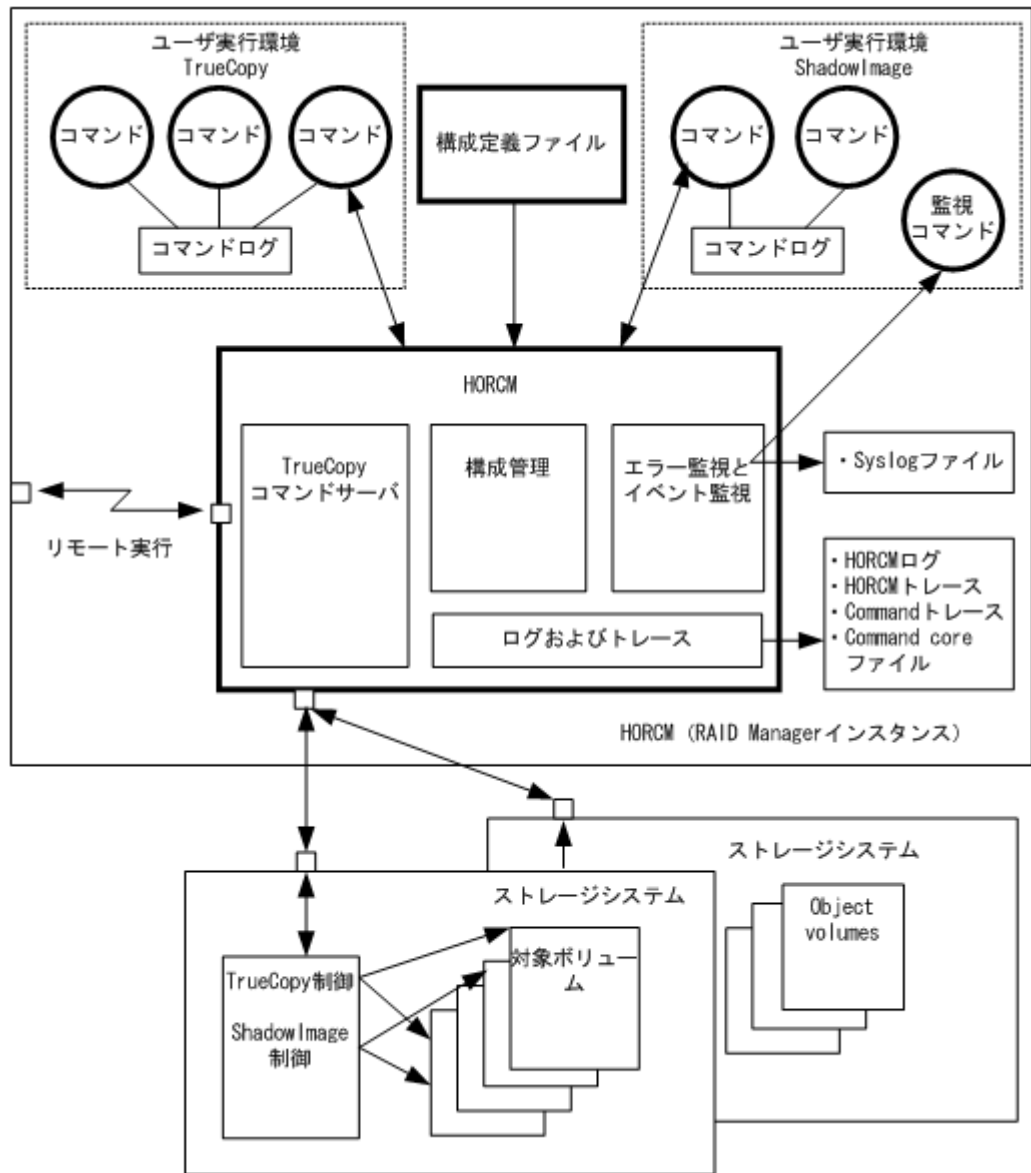 ユーザ実行環境
TrueCopy
コマンド
コマンド
コマンド
コマンドログ
構成定義ファイル
ユーザ実行環境
ShadowImage
コマンド
コマンド
コマンドログ
監視
コマンド
HORCM
TrueCopy
コマンドサーバ
構成管理
エラー監視と
イベント監視
ログおよびトレース
・Syslogファイル
・HORCMログ
・HORCMトレース
・Commandトレース
・Command core
ファイル
リモート実行
HORCM (RAID Managerインスタンス)
ストレージシステム
Object
volumes
ストレージシステム
TrueCopy制御
ShadowImage
制御
対象ボリュー
ム